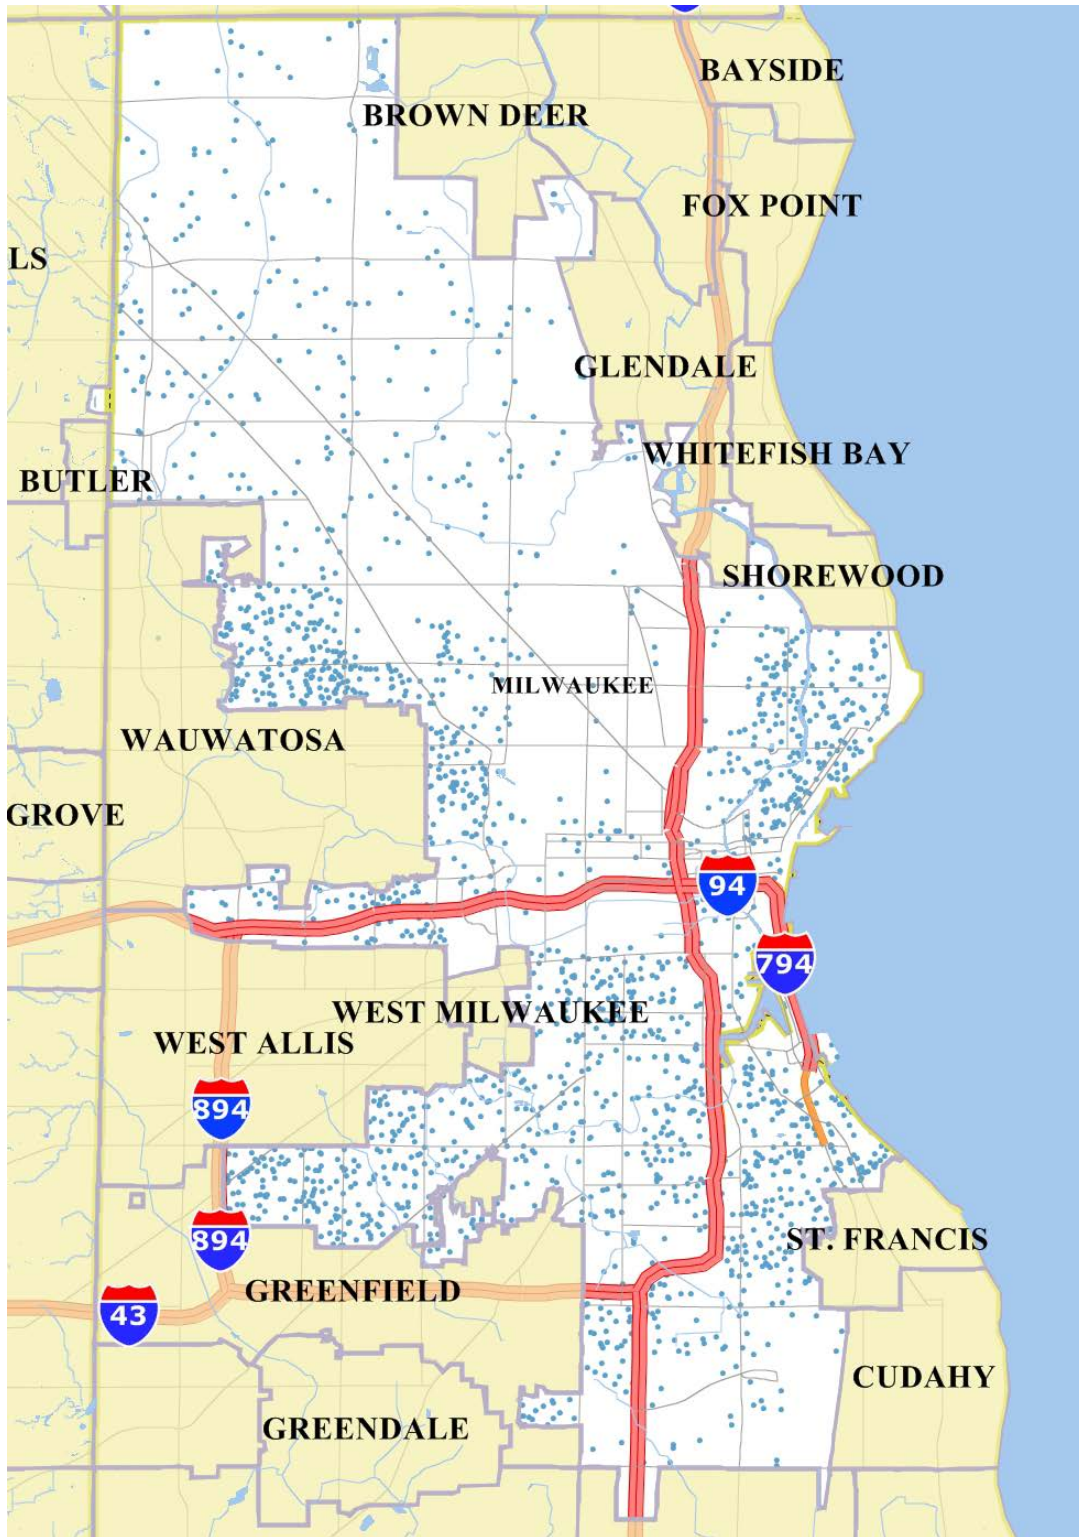 BAYSIDE
BROWN DEER
FOX POINT
LS
GLENDALE
WHITEFISH BAY
BUTLER
SHOREWOOD
MILWAUKEE
WAUWATOSA
GROVE
94
794
WEST MILWAUKEE
WEST ALLIS
894
894
ST. FRANCIS
GREENFIELD
43
CUDAHY
GREENDALE